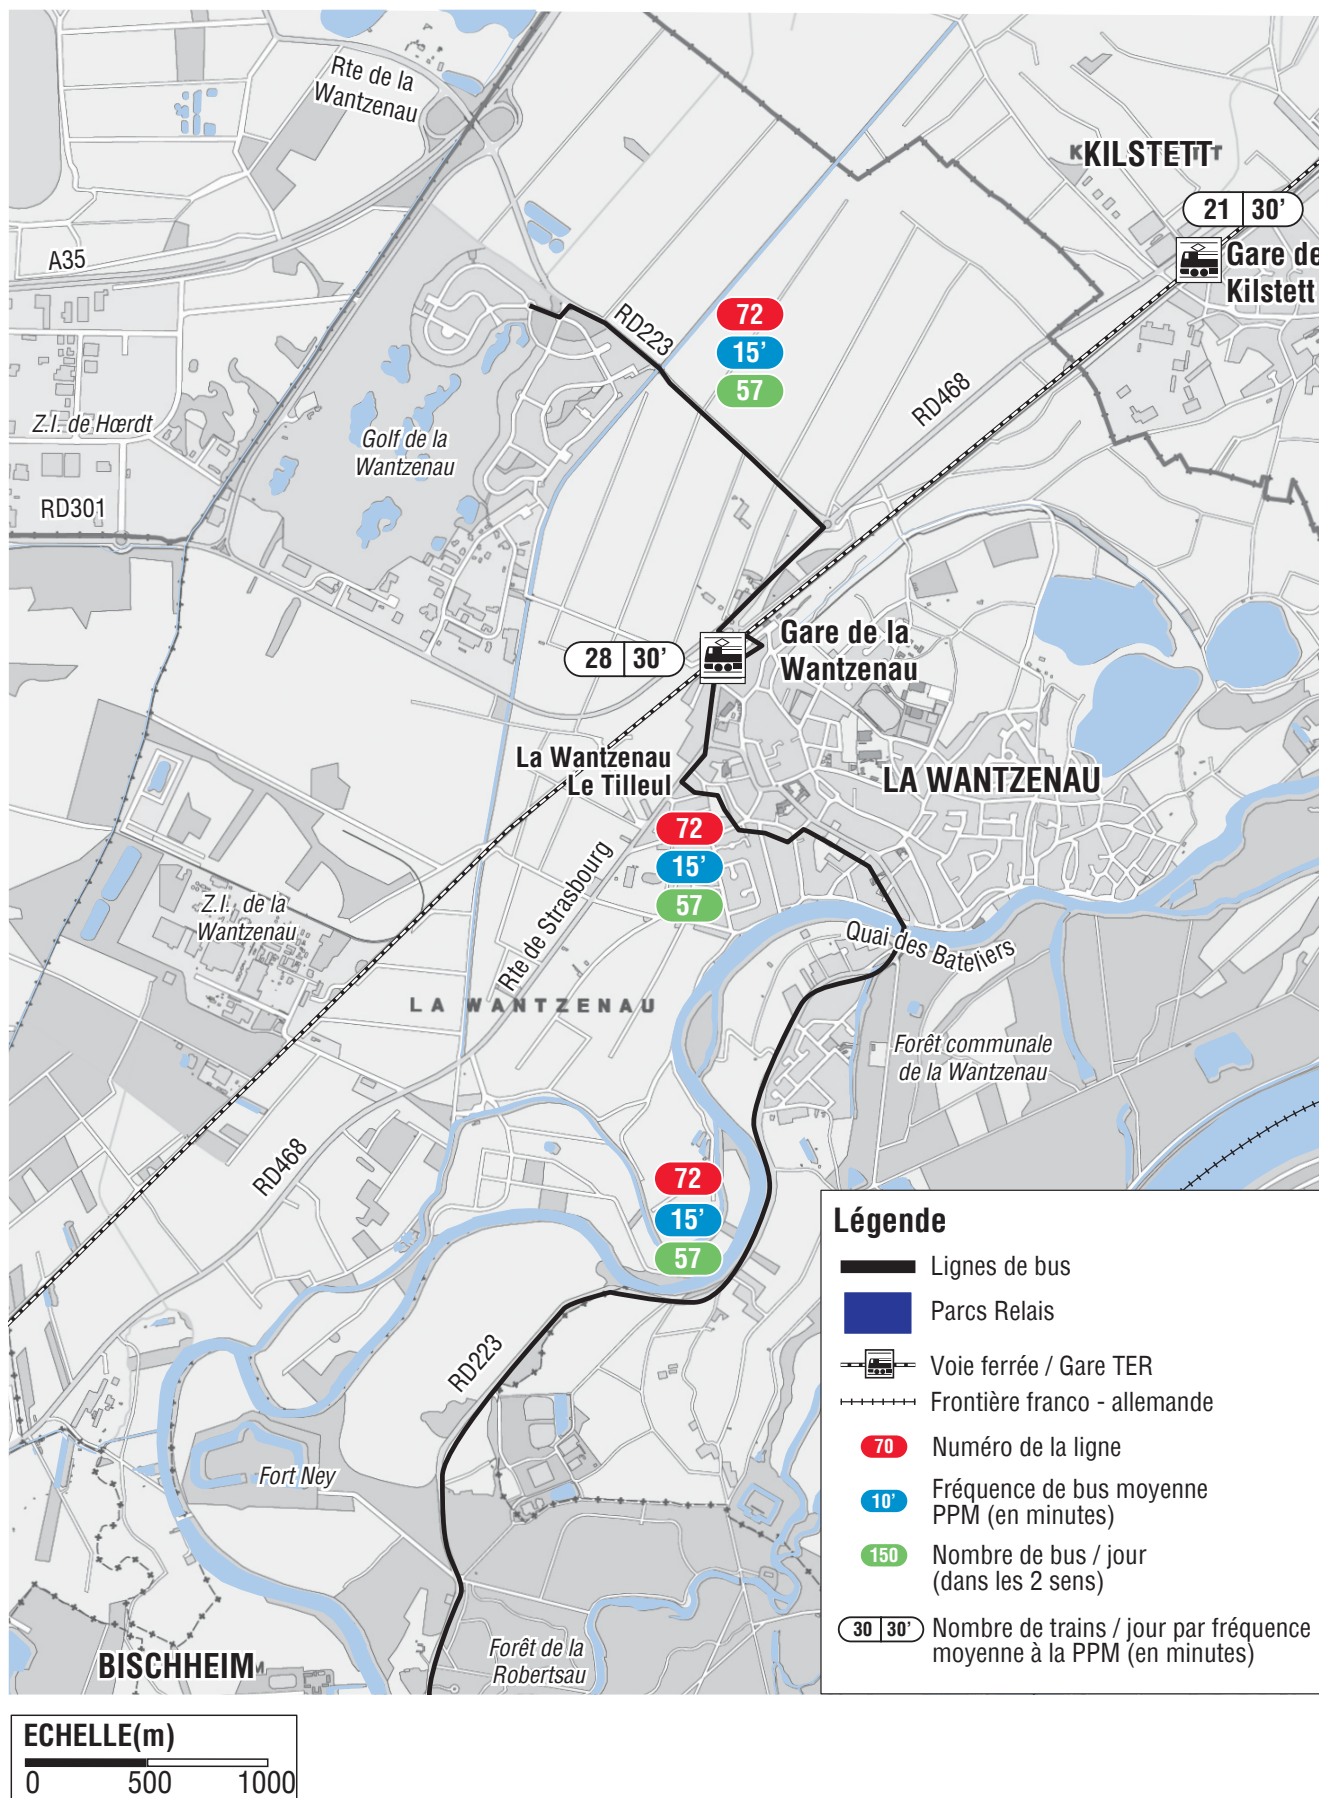 Rte de la
Wantzenau
KILSTETT
21 30'
Gare de
Kilstett
A35
RD223
72
15'
57
RD468
Z.I. de Hœrdt
Golf de la
Wantzenau
RD301
Gare de la
Wantzenau
28 30'
La Wantzenau
Le Tilleul
LA WANTZENAU
72
15'
57
Rte de Strasbourg
Z.I. de la
Wantzenau
Quai des Bateliers
LA WANTZENAU
Forêt communale
de la Wantzenau
RD468
72
15'
57
RD223
Fort Ney
Forêt de la
Robertsau
BISCHHEIM
Légende
Lignes de bus
Parcs Relais
Voie ferrée / Gare TER
Frontière franco - allemande
70 Numéro de la ligne
10' Fréquence de bus moyenne
PPM (en minutes)
150 Nombre de bus / jour
(dans les 2 sens)
30 30' Nombre de trains / jour par fréquence
moyenne à la PPM (en minutes)
ECHELLE(m)
0 500 1000